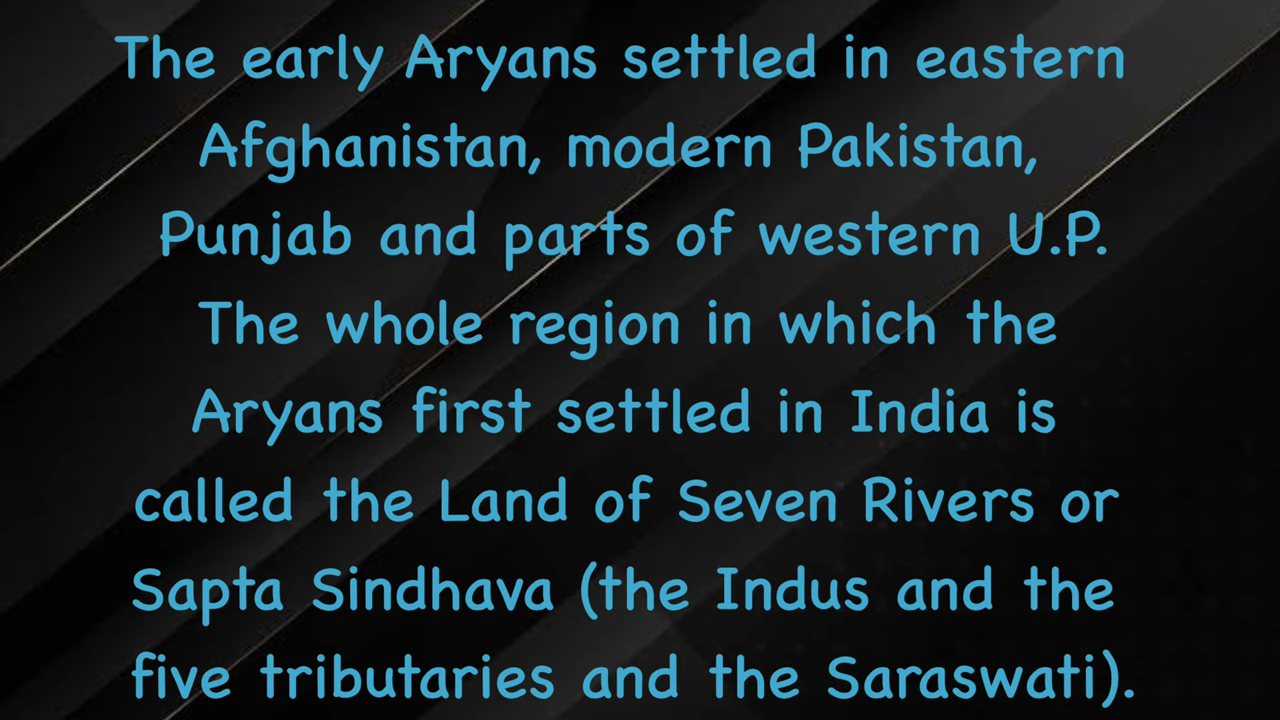 The early Aryans settled in eastern
Afghanistan, modern Pakistan,
Punjab and parts of western U.P.
The whole region in which the
Aryans first settled in India is
called the Land of Seven Rivers or
Sapta Sindhava (the Indus and the
five tributaries and the Saraswati).